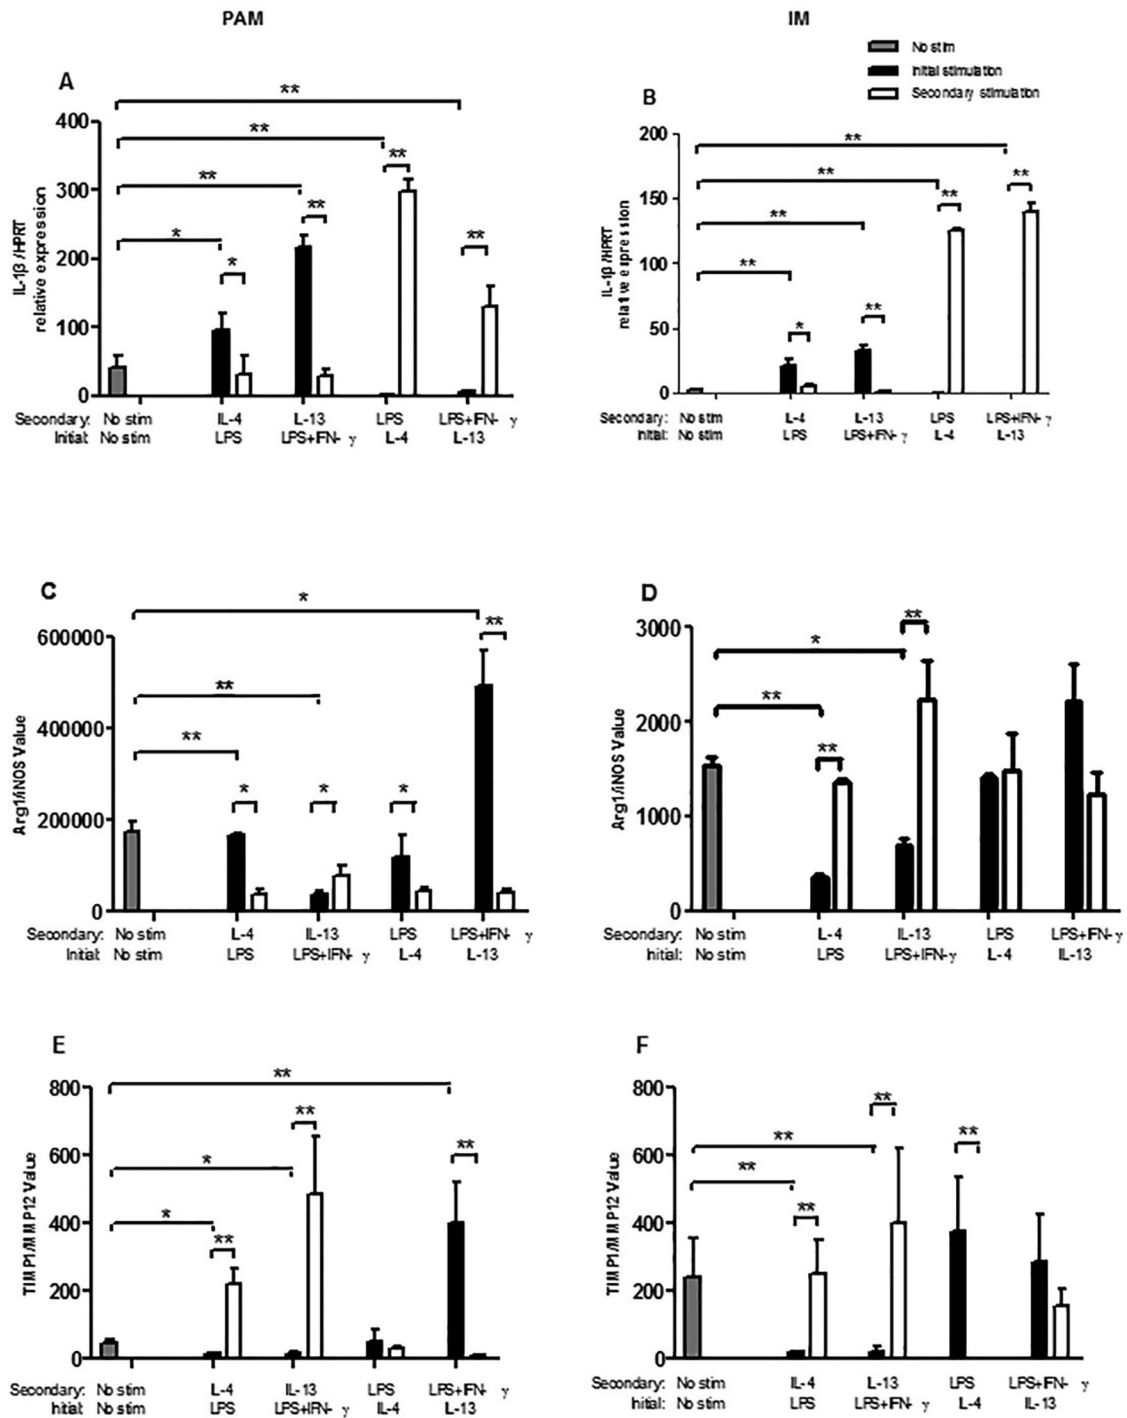 PAM
IM
No stim
Initial stimulation
Secondary stimulation
A
**
**
**
**
**
**
*
*
400
300
200
100
0
IL-1β /HPRT
relative expression
Secondary: No stim IL-4 IL-13 LPS LPS+IFN- γ
Initial: No stim LPS LPS+IFN- γ IL-4 IL-13
B
**
**
**
**
**
**
**
*
200
150
100
50
0
IL-1β /HPRT
relative expression
Secondary: No stim IL-4 IL-13 LPS LPS+IFN- γ
Initial: No stim LPS LPS+IFN- γ IL-4 IL-13
C
*
**
**
**
*
*
*
600000
400000
200000
0
Arg1/iNOS Value
Secondary: No stim IL-4 IL-13 LPS LPS+IFN- γ
Initial: No stim LPS LPS+IFN- γ IL-4 IL-13
D
**
*
**
**
3000
2000
1000
0
Arg1/iNOS Value
Secondary: No stim IL-4 IL-13 LPS LPS+IFN-γ
Initial: No stim LPS LPS+IFN-γ IL-4 IL-13
E
**
**
**
*
*
**
800
600
400
200
0
TIMP1/MMP12 Value
Secondary: No stim IL-4 IL-13 LPS LPS+IFN- γ
Initial: No stim LPS LPS+IFN- γ IL-4 IL-13
F
**
**
**
**
**
800
600
400
200
0
TIMP1/MMP12 Value
Secondary: No stim IL-4 IL-13 LPS LPS+IFN- γ
Initial: No stim LPS LPS+IFN- γ IL-4 IL-13